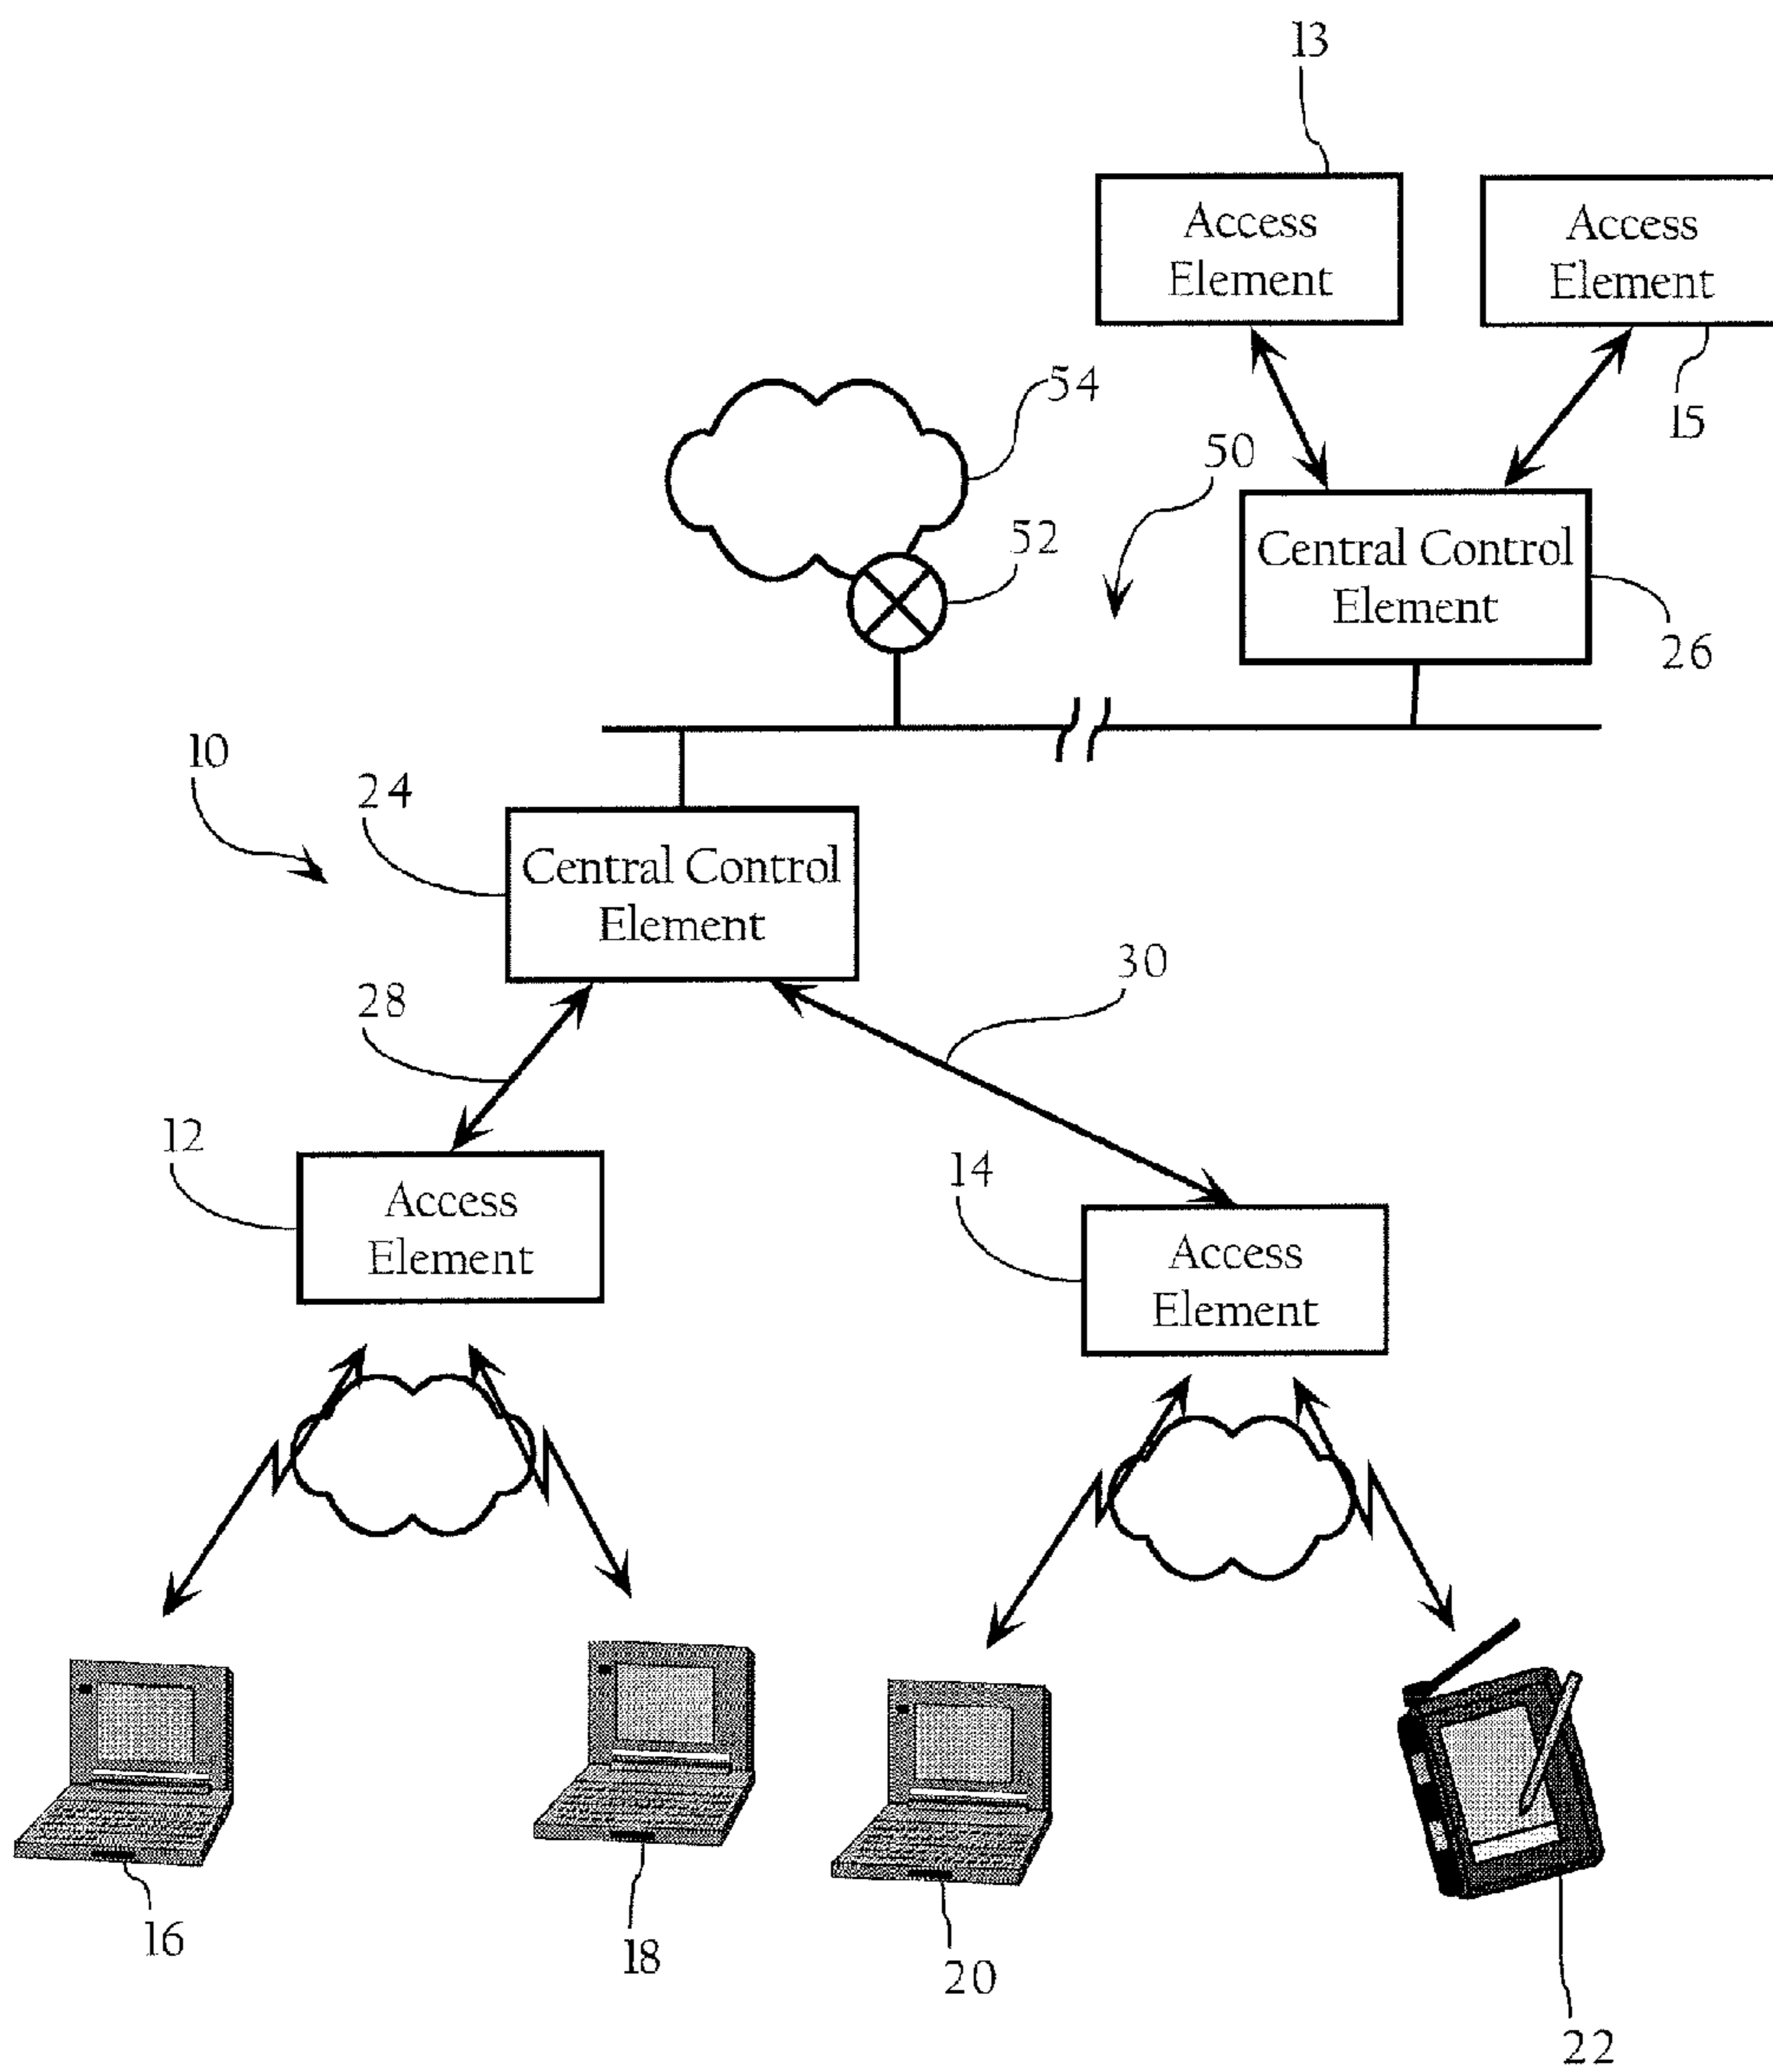 13
Access
Element
Access
Element
15
54
50
52
Central Control
Element
26
10
24
Central Control
Element
28
30
12
Access
Element
14
Access
Element
16
18
20
22